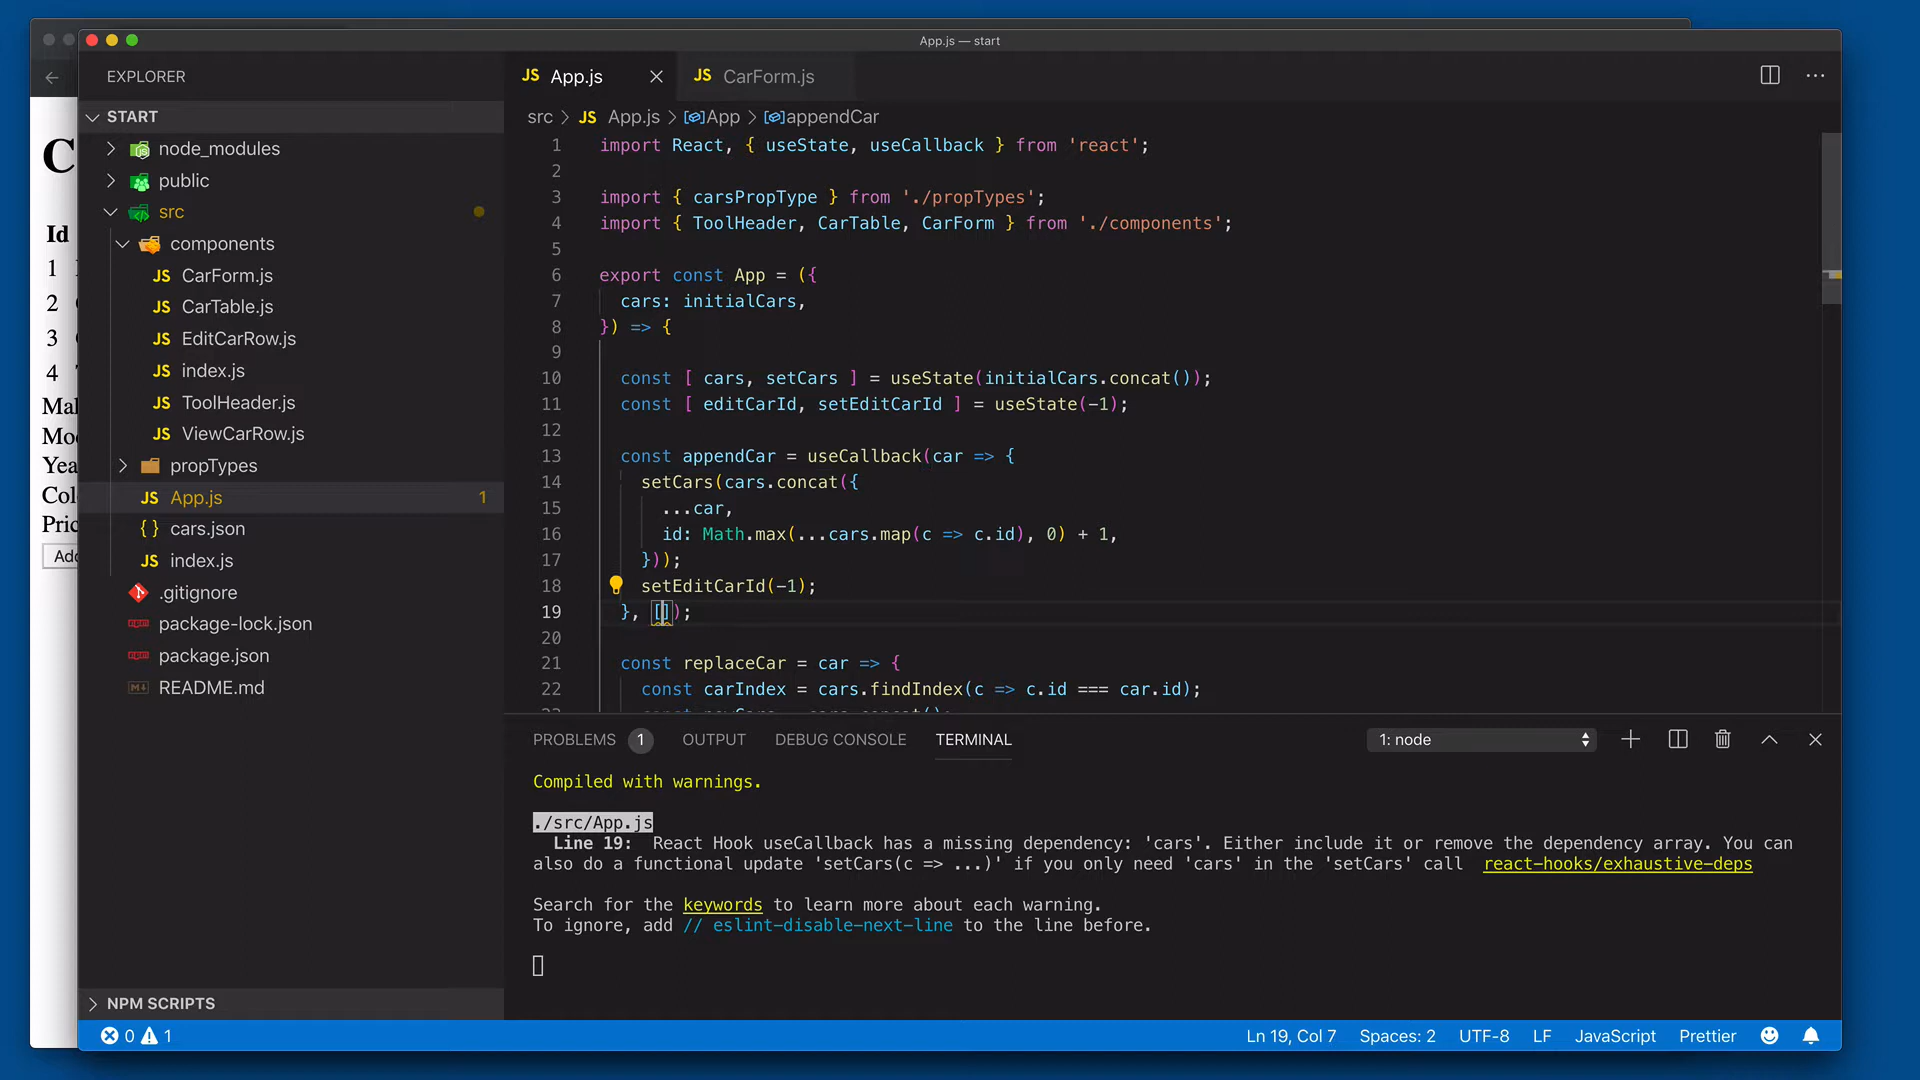 App.js — start
EXPLORER
JS App.js
JS CarForm.js
START
src > JS App.js > App > appendCar
node_modules
public
src
components
JS CarForm.js
JS CarTable.js
JS EditCarRow.js
JS index.js
JS ToolHeader.js
JS ViewCarRow.js
propTypes
JS App.js 1
{ } cars.json
JS index.js
.gitignore
package-lock.json
package.json
README.md
NPM SCRIPTS
C
Id
1
2
3
4
Mal
Yea
Col
Pric
Add
1 import React, { useState, useCallback } from 'react';
2
3 import { carsPropType } from './propTypes';
4 import { ToolHeader, CarTable, CarForm } from './components';
5
6 export const App = ({
7 cars: initialCars,
8 }) => {
9
10 const [ cars, setCars ] = useState(initialCars.concat());
11 const [ editCarId, setEditCarId ] = useState(-1);
12
13 const appendCar = useCallback(car => {
14 setCars(cars.concat({
15 ...car,
16 id: Math.max(...cars.map(c => c.id), 0) + 1,
17 }));
18 setEditCarId(-1);
19 }, []);
20
21 const replaceCar = car => {
22 const carIndex = cars.findIndex(c => c.id === car.id);
PROBLEMS 1 OUTPUT DEBUG CONSOLE TERMINAL 1: node
Compiled with warnings.
./src/App.js
Line 19: React Hook useCallback has a missing dependency: 'cars'. Either include it or remove the dependency array. You can
also do a functional update 'setCars(c => ...)' if you only need 'cars' in the 'setCars' call react-hooks/exhaustive-deps
Search for the keywords to learn more about each warning.
To ignore, add // eslint-disable-next-line to the line before.
0 1
Ln 19, Col 7 Spaces: 2 UTF-8 LF JavaScript Prettier